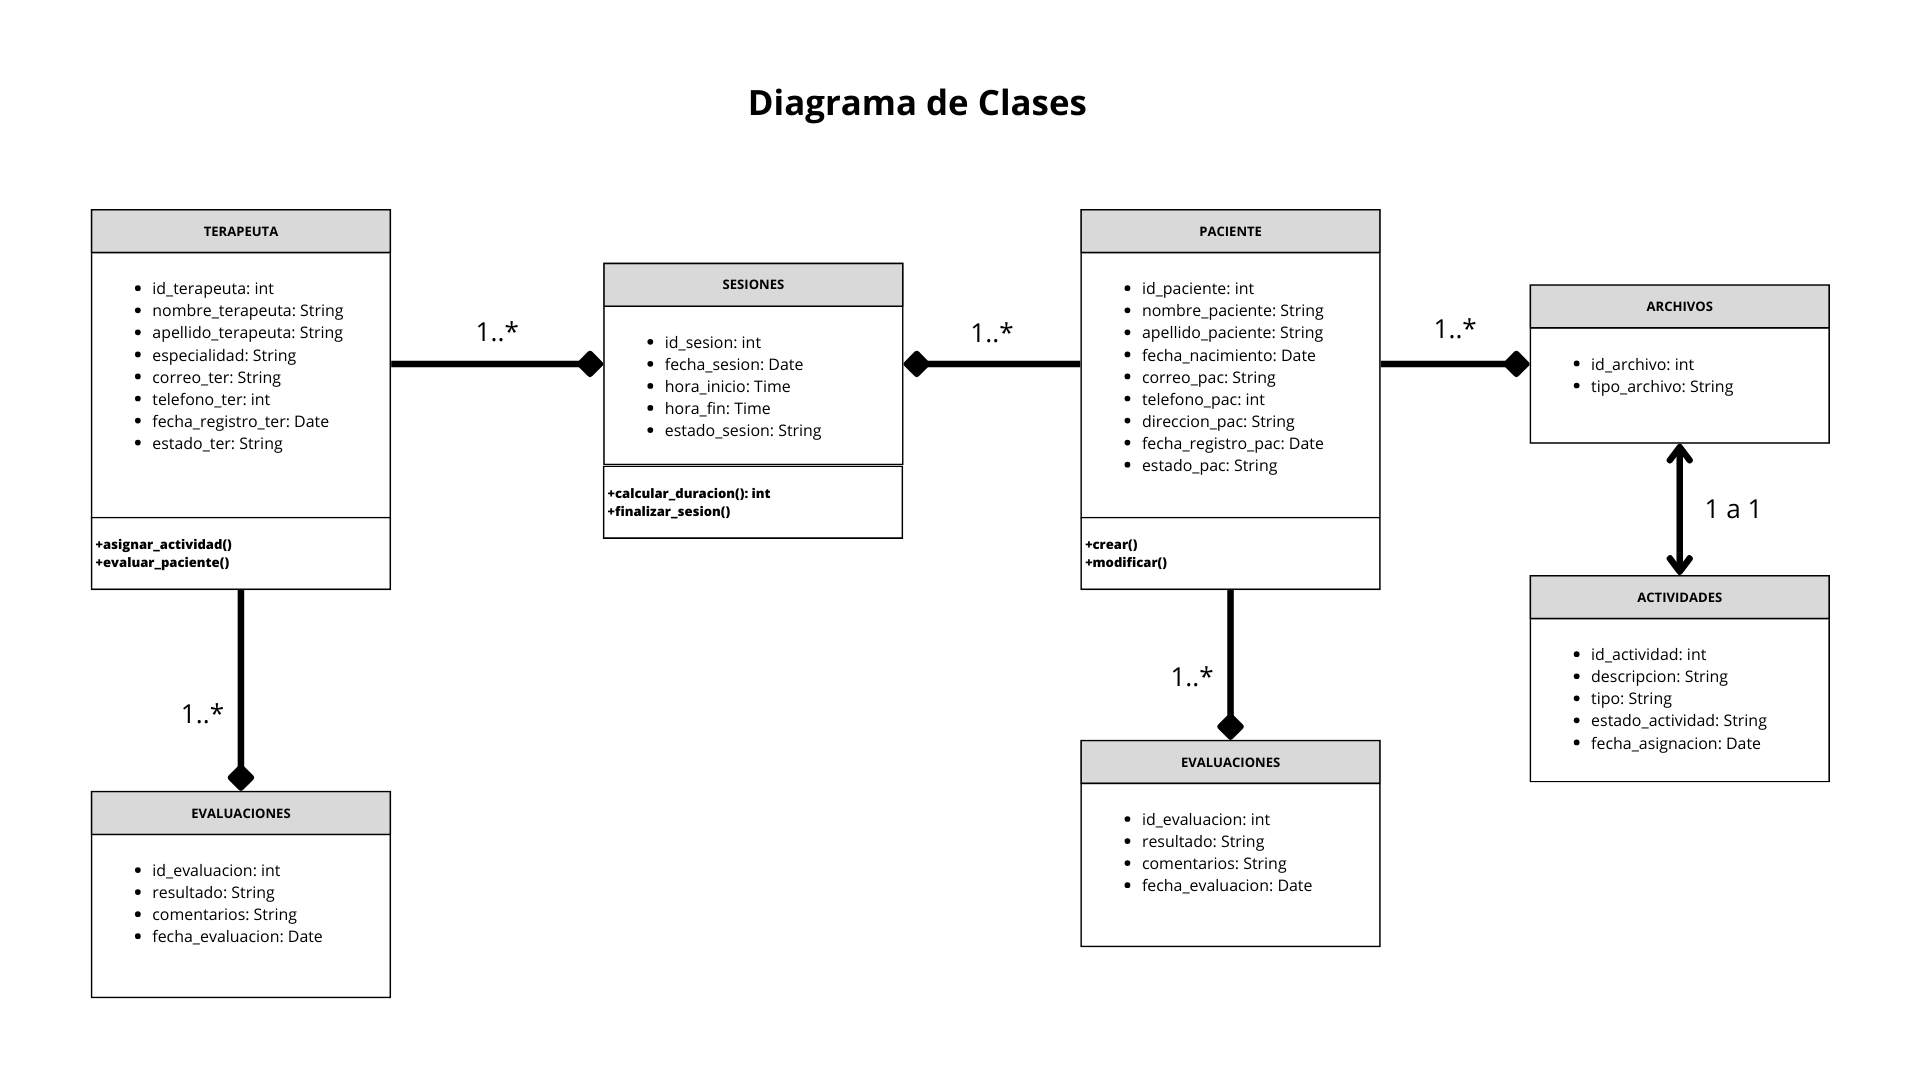 Diagrama de Clases
TERAPEUTA
id_terapeuta: int
nombre_terapeuta: String
apellido_terapeuta: String
especialidad: String
correo_ter: String
telefono_ter: int
fecha_registro_ter: Date
estado_ter: String
+asignar_actividad()
+evaluar_paciente()
1..*
SESIONES
id_sesion: int
fecha_sesion: Date
hora_inicio: Time
hora_fin: Time
estado_sesion: String
+calcular_duracion(): int
+finalizar_sesion()
1..*
PACIENTE
id_paciente: int
nombre_paciente: String
apellido_paciente: String
fecha_nacimiento: Date
correo_pac: String
telefono_pac: int
direccion_pac: String
fecha_registro_pac: Date
estado_pac: String
+crear()
+modificar()
1..*
ARCHIVOS
id_archivo: int
tipo_archivo: String
1 a 1
ACTIVIDADES
id_actividad: int
descripcion: String
tipo: String
estado_actividad: String
fecha_asignacion: Date
1..*
EVALUACIONES
id_evaluacion: int
resultado: String
comentarios: String
fecha_evaluacion: Date
1..*
EVALUACIONES
id_evaluacion: int
resultado: String
comentarios: String
fecha_evaluacion: Date